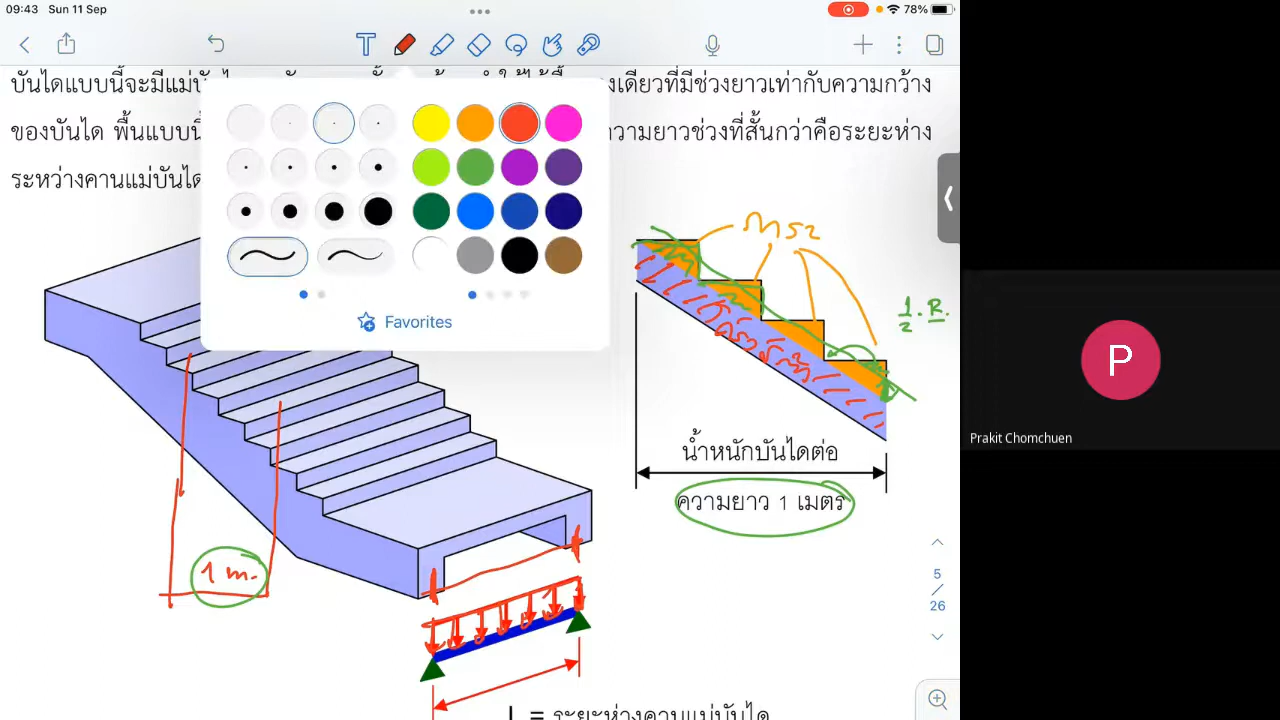 09:43 Sun 11 Sep
78%
บันไดแบบนี้จะมีแม่บัน
งเดียวที่มีช่วงยาวเท่ากับความกว้าง
ของบันได พื้นแบบนี้
วามยาวช่วงที่สั้นกว่าคือระยะห่าง
ระหว่างคานแม่บันได
Favorites
½ . R.
น้ำหนักบันไดต่อ
ความยาว 1 เมตร
1 m.
5
/
26
L = ระยะห่างคานแม่บันได
P
Prakit Chomchuen